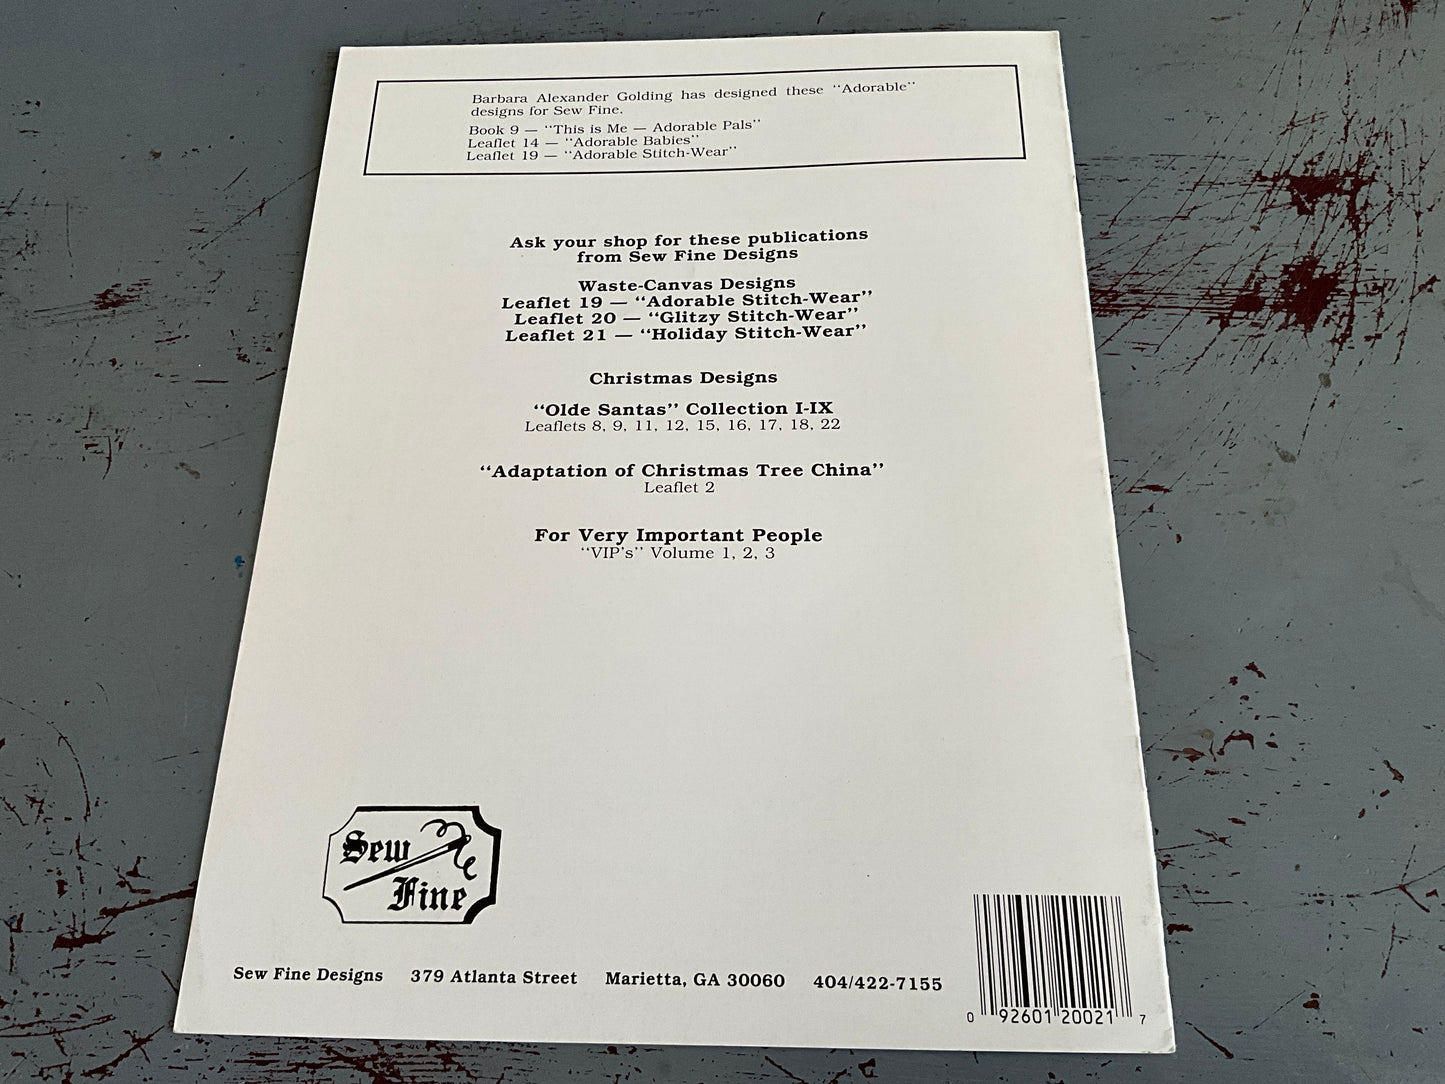 Barbara Alexander Golding has designed these "Adorable"
designs for Sew Fine.
Book 9 — "This is Me — Adorable Pals"
Leaflet 14 — "Adorable Babies"
Leaflet 19 — "Adorable Stitch-Wear"
Ask your shop for these publications
from Sew Fine Designs
Waste-Canvas Designs
Leaflet 19 — "Adorable Stitch-Wear"
Leaflet 20 — "Glitzy Stitch-Wear"
Leaflet 21 — "Holiday Stitch-Wear"
Christmas Designs
"Olde Santas" Collection I-IX
Leaflets 8, 9, 11, 12, 15, 16, 17, 18, 22
"Adaptation of Christmas Tree China"
Leaflet 2
For Very Important People
"VIP's" Volume 1, 2, 3
Sew
Fine
Sew Fine Designs 379 Atlanta Street Marietta, GA 30060 404/422-7155
0 92601 20021 7